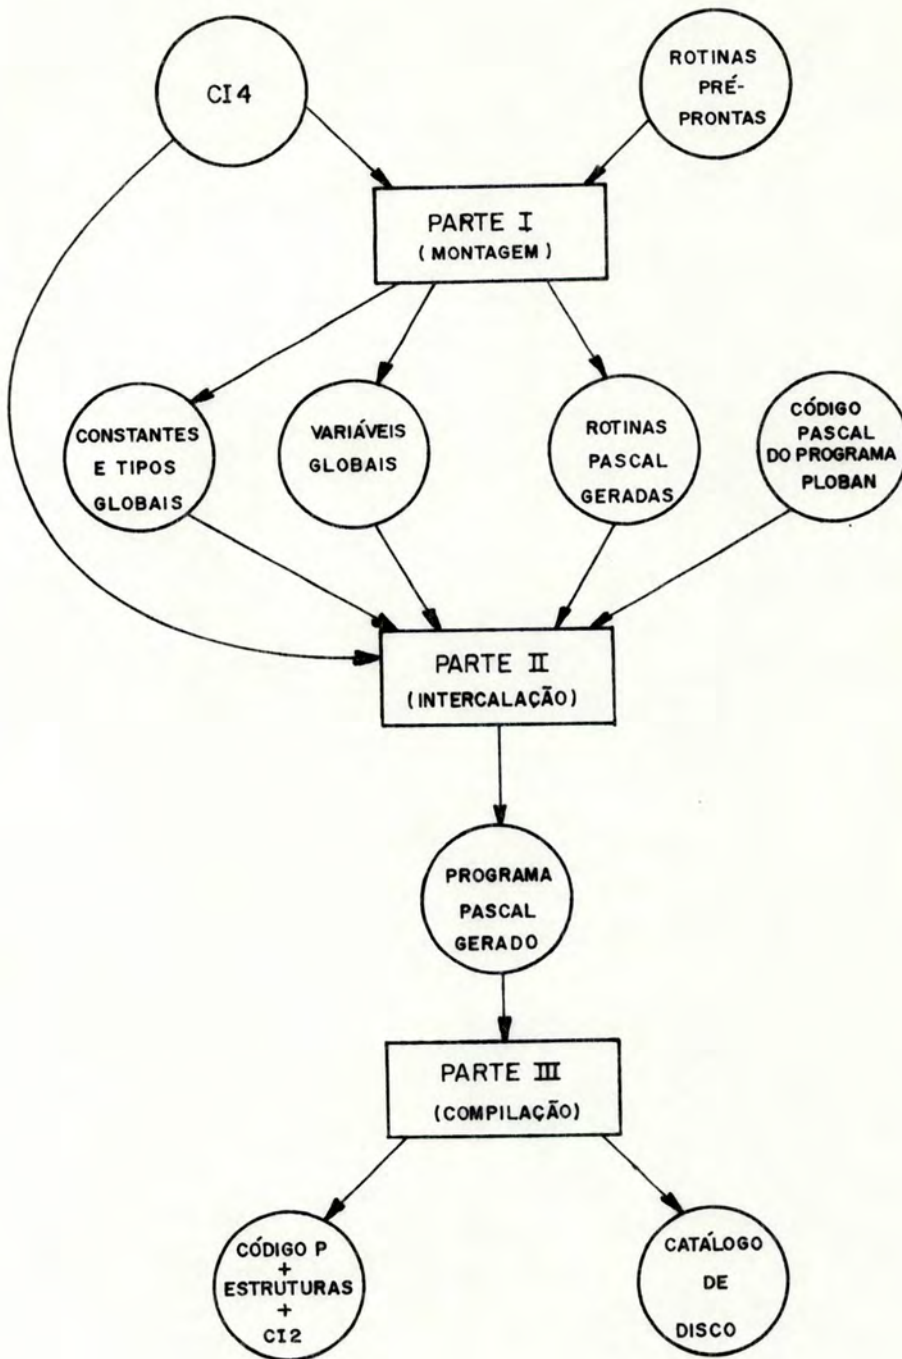 CI4
ROTINAS
PRÉ-
PRONTAS
PARTE I
(MONTAGEM)
CONSTANTES
E TIPOS
GLOBAIS
VARIÁVEIS
GLOBAIS
ROTINAS
PASCAL
GERADAS
CÓDIGO
PASCAL
DO PROGRAMA
PLOBAN
PARTE II
(INTERCALAÇÃO)
PROGRAMA
PASCAL
GERADO
PARTE III
(COMPILAÇÃO)
CÓDIGO P
+
ESTRUTURAS
+
CI2
CATÁLOGO
DE
DISCO